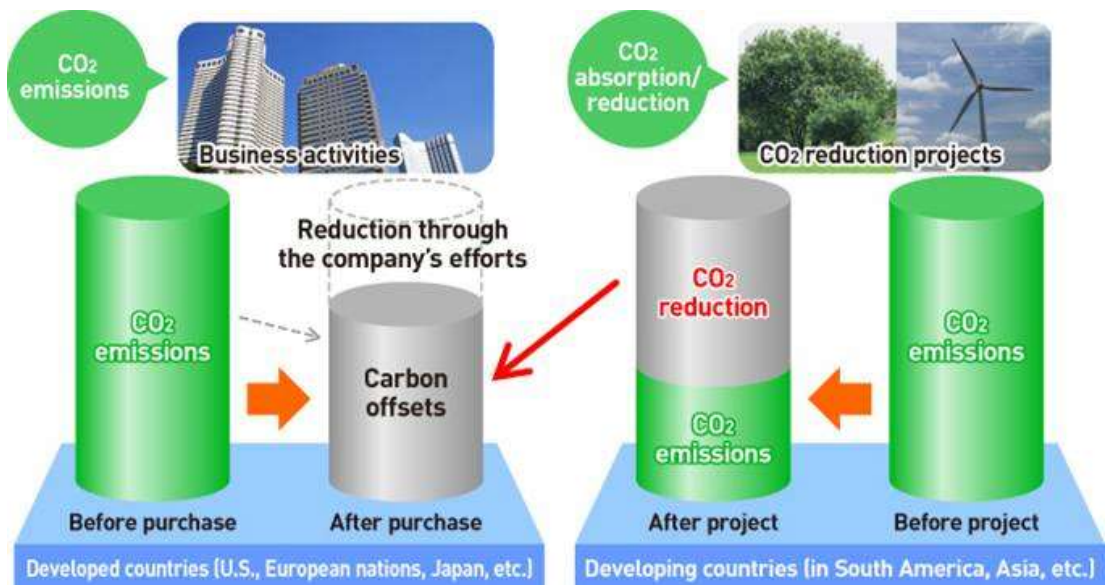 CO₂
emissions
Business activities
CO₂
absorption/
reduction
CO₂ reduction projects
CO₂
emissions
Reduction through
the company's efforts
Carbon
offsets
CO₂
reduction
CO₂
emissions
CO₂
emissions
Before purchase
After purchase
After project
Before project
Developed countries (U.S., European nations, Japan, etc.)
Developing countries (in South America, Asia, etc.)